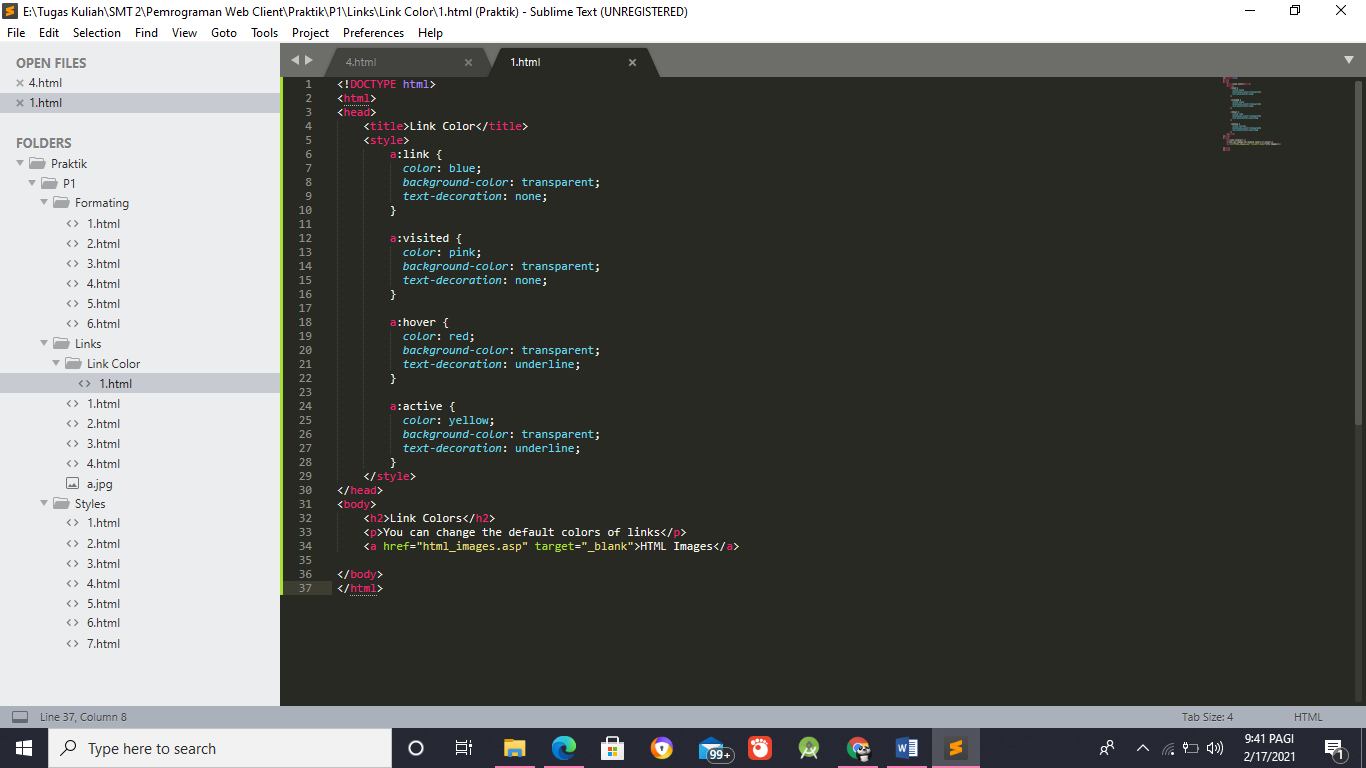 E:\Tugas Kuliah\SMT 2\Pemrograman Web Client\Praktik\P1\Links\Link Color\1.html (Praktik) - Sublime Text (UNREGISTERED)
File Edit Selection Find View Goto Tools Project Preferences Help
OPEN FILES
4.html
1.html
FOLDERS
Praktik
P1
Formating
1.html
2.html
3.html
4.html
5.html
6.html
Links
Link Color
1.html
1.html
2.html
3.html
4.html
a.jpg
Styles
1.html
2.html
3.html
4.html
5.html
6.html
7.html
4.html 1.html
1 <!DOCTYPE html>
2 <html>
3 <head>
4     <title>Link Color</title>
5     <style>
6         a:link {
7           color: blue;
8           background-color: transparent;
9           text-decoration: none;
10         }
11
12         a:visited {
13           color: pink;
14           background-color: transparent;
15           text-decoration: none;
16         }
17
18         a:hover {
19           color: red;
20           background-color: transparent;
21           text-decoration: underline;
22         }
23
24         a:active {
25           color: yellow;
26           background-color: transparent;
27           text-decoration: underline;
28         }
29     </style>
30 </head>
31 <body>
32     <h2>Link Colors</h2>
33     <p>You can change the default colors of links</p>
34     <a href="html_images.asp" target="_blank">HTML Images</a>
35
36 </body>
37 </html>
Line 37, Column 8 Tab Size: 4 HTML
Type here to search
99+
9:41 PAGI
2/17/2021
1